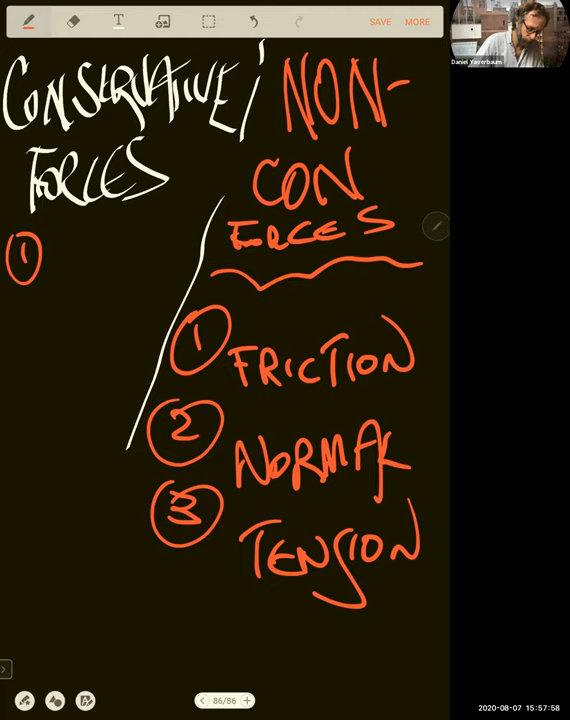 SAVE MORE
Daniel Yaverbaum
T
CONSERVATIVE
FORCES
1
NON-
CON
FORCES
1 FRICTION
2 NORMAL
3 TENSION
86/86
2020-08-07 15:57:58